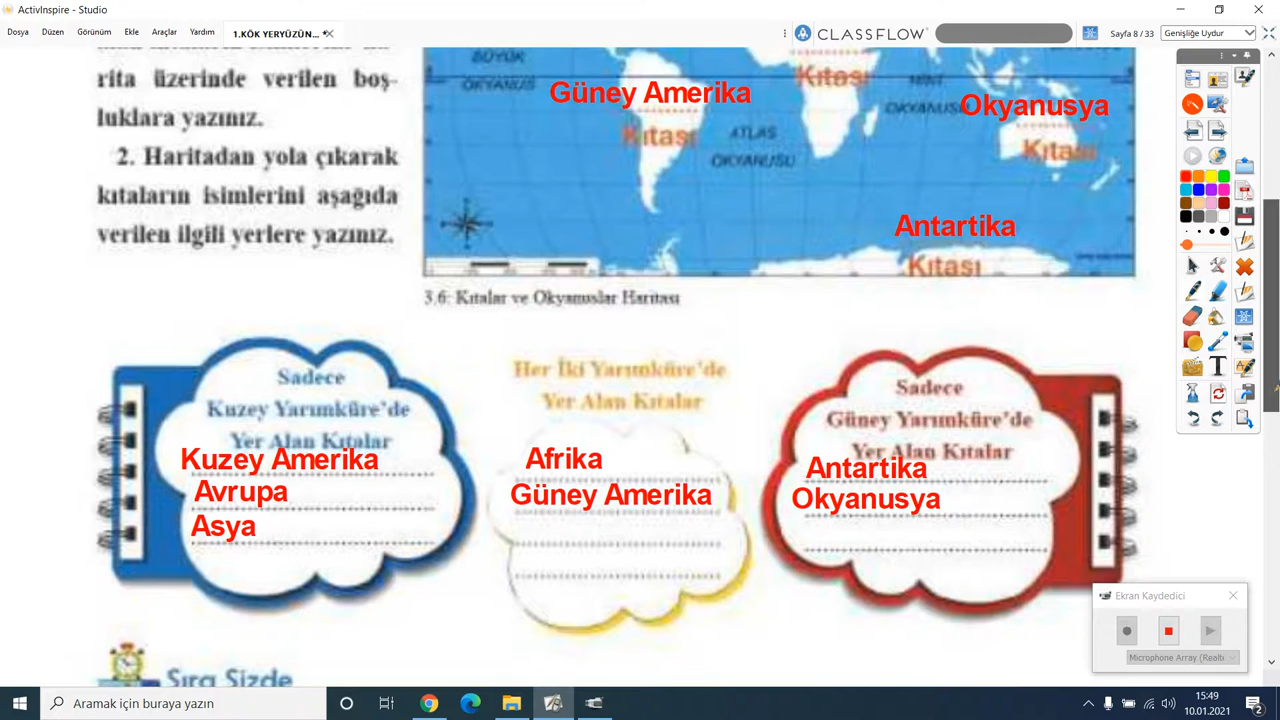 ActivInspire - Studio
Dosya Düzen Görünüm Ekle Araçlar Yardım
1.KÖK YERYÜZÜN... *
CLASSFLOW
Sayfa 8 / 33
Genişliğe Uydur
rita üzerinde verilen boş-
luklara yazınız.
2. Haritadan yola çıkarak
kıtaların isimlerini aşağıda
verilen ilgili yerlere yazınız.
BÜYÜK
OKYANUS
Güney Amerika
Kıtası
ATLAS
OKYANUSU
Kıtası
HİNT
OKYANUSU
Okyanusya
Kıtası
Antartika
Kıtası
3.6: Kıtalar ve Okyanuslar Haritası
Sadece
Kuzey Yarımküre'de
Yer Alan Kıtalar
Kuzey Amerika
Avrupa
Asya
Her İki Yarımküre'de
Yer Alan Kıtalar
Afrika
Güney Amerika
Sadece
Güney Yarımküre'de
Yer Alan Kıtalar
Antartika
Okyanusya
Sıra Sizde
Ekran Kaydedici
Microphone Array (Realt
Aramak için buraya yazın
15:49
10.01.2021
2